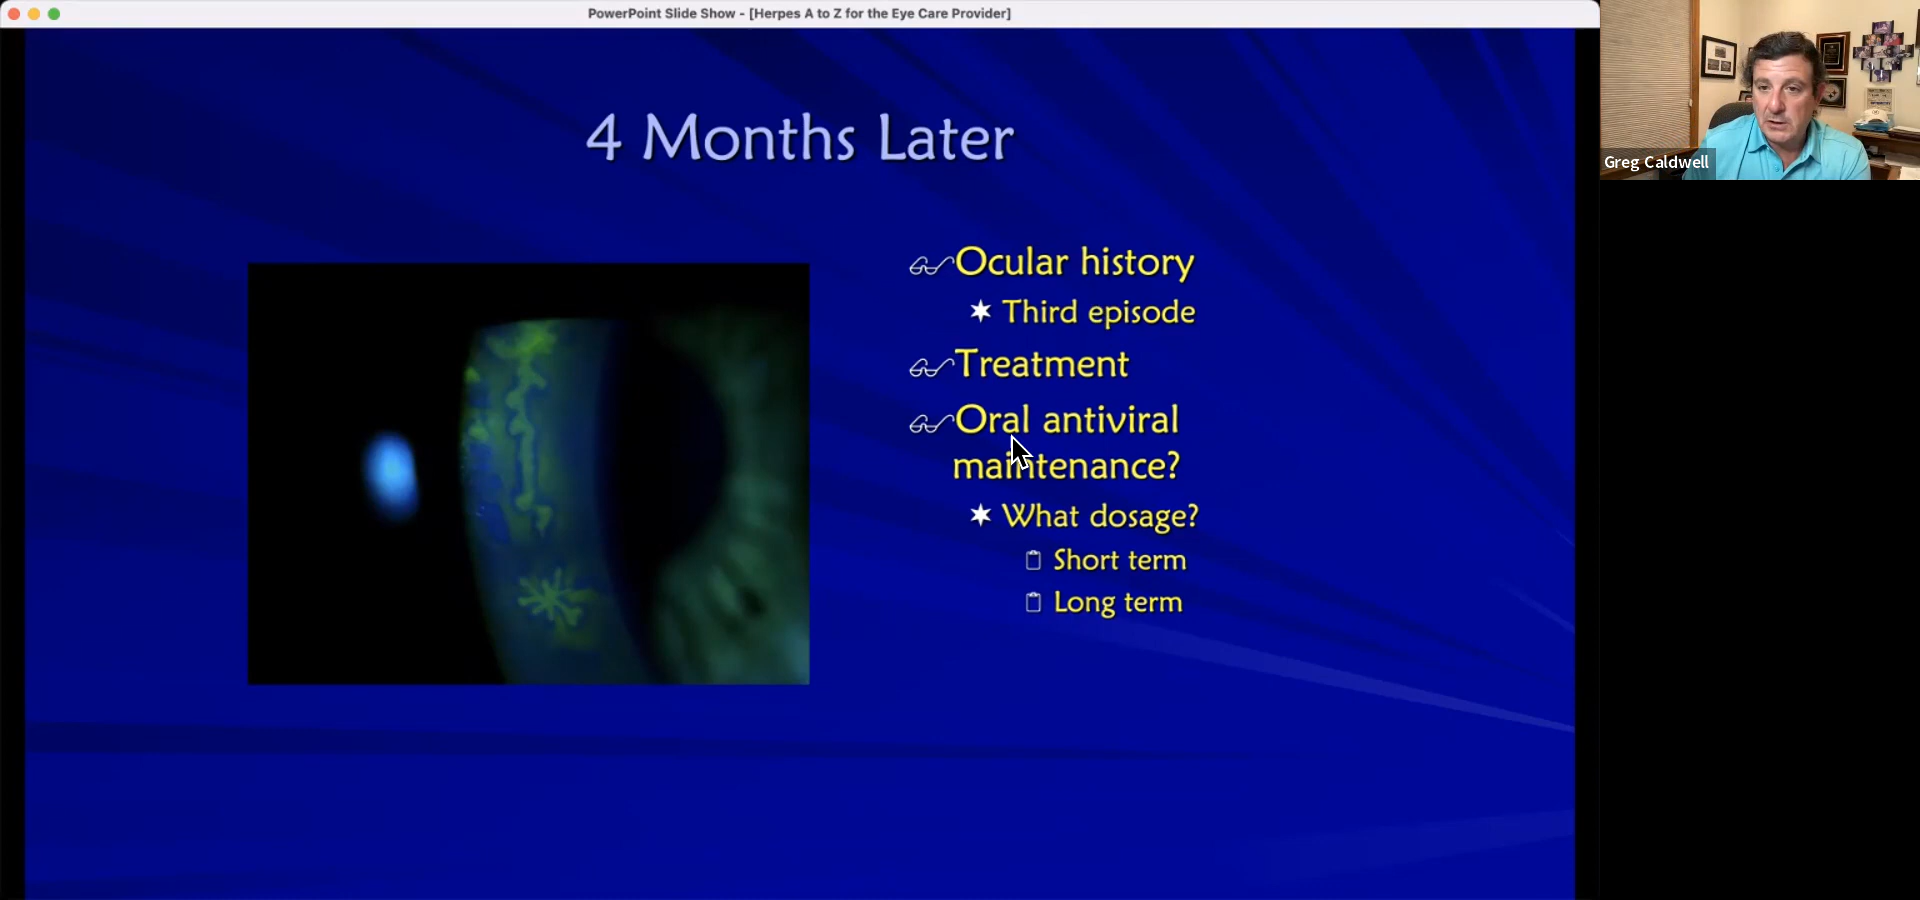 PowerPoint Slide Show - [Herpes A to Z for the Eye Care Provider]
4 Months Later
Ocular history
Third episode
Treatment
Oral antiviral
maintenance?
What dosage?
Short term
Long term
Greg Caldwell